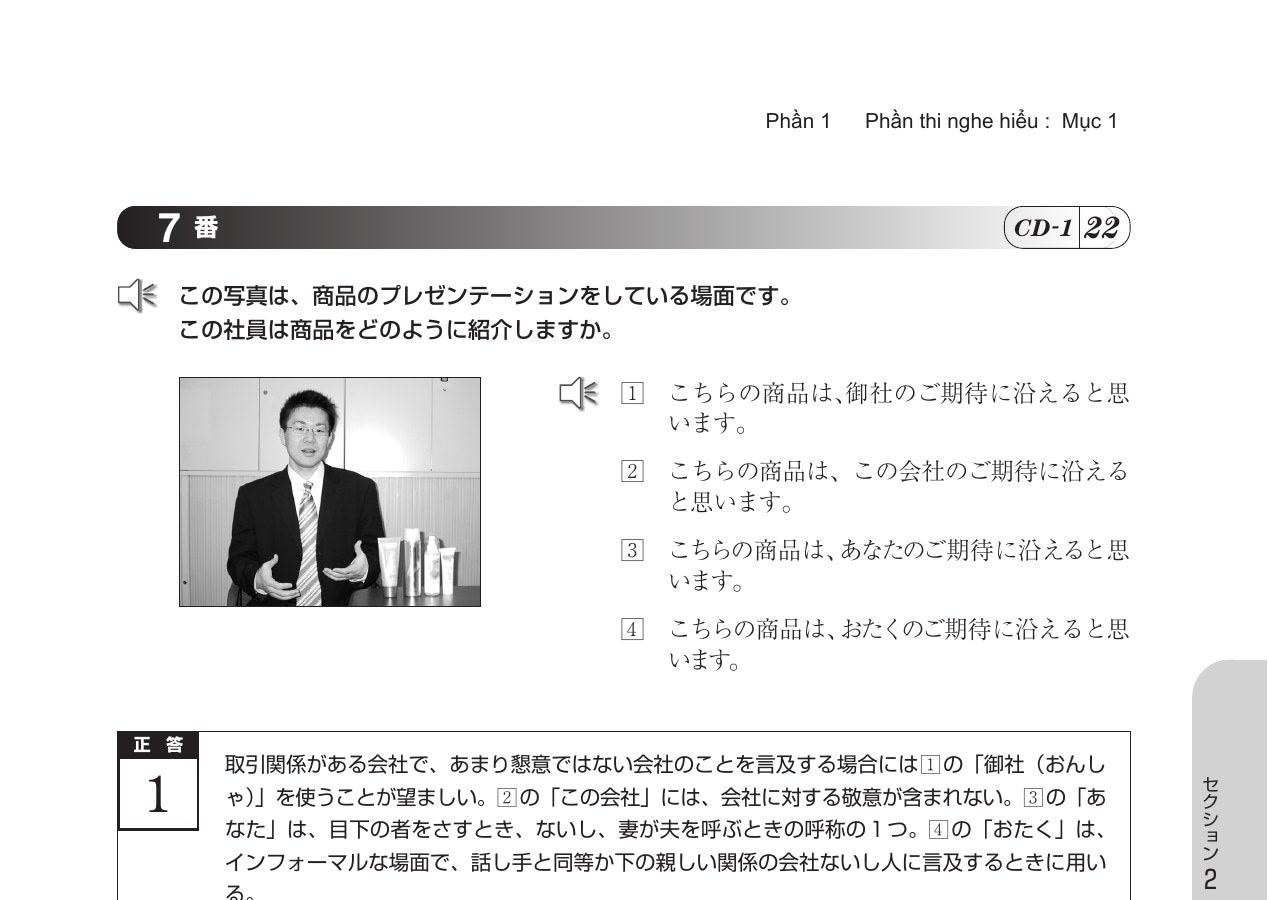 Phần 1 Phần thi nghe hiểu : Mục 1
7 番
CD-1 22
この写真は、商品のプレゼンテーションをしている場面です。
この社員は商品をどのように紹介しますか。
1 こちらの商品は、御社のご期待に沿えると思
います。
2 こちらの商品は、この会社のご期待に沿える
と思います。
3 こちらの商品は、あなたのご期待に沿えると思
います。
4 こちらの商品は、おたくのご期待に沿えると思
います。
正 答
1
取引関係がある会社で、あまり懇意ではない会社のことを言及する場合には1の「御社（おんし
ゃ）」を使うことが望ましい。2の「この会社」には、会社に対する敬意が含まれない。3の「あ
なた」は、目下の者をさすとき、ないし、妻が夫を呼ぶときの呼称の１つ。4の「おたく」は、
インフォーマルな場面で、話し手と同等か下の親しい関係の会社ないし人に言及するときに用い
る。
セクション 2